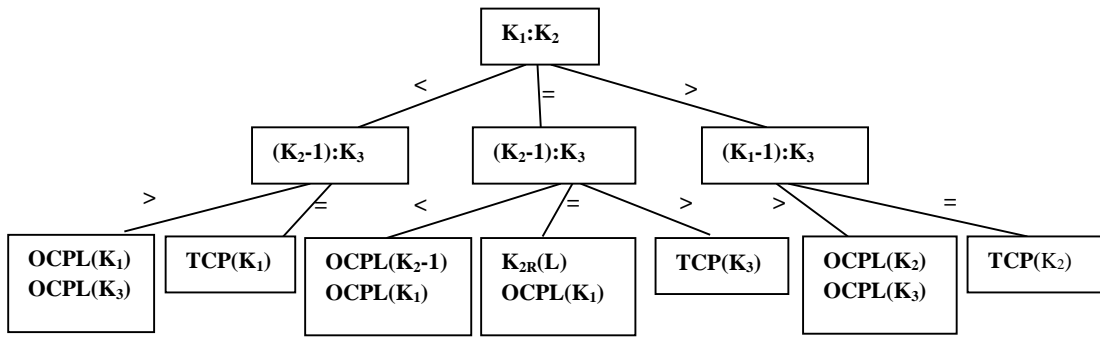 K₁:K₂
< = >
(K₂-1):K₃ (K₂-1):K₃ (K₁-1):K₃
> = < = > > =
OCPL(K₁) TCP(K₁) OCPL(K₂-1) K₂R(L) TCP(K₃) OCPL(K₂) TCP(K₂)
OCPL(K₃) OCPL(K₁) OCPL(K₁) OCPL(K₃)